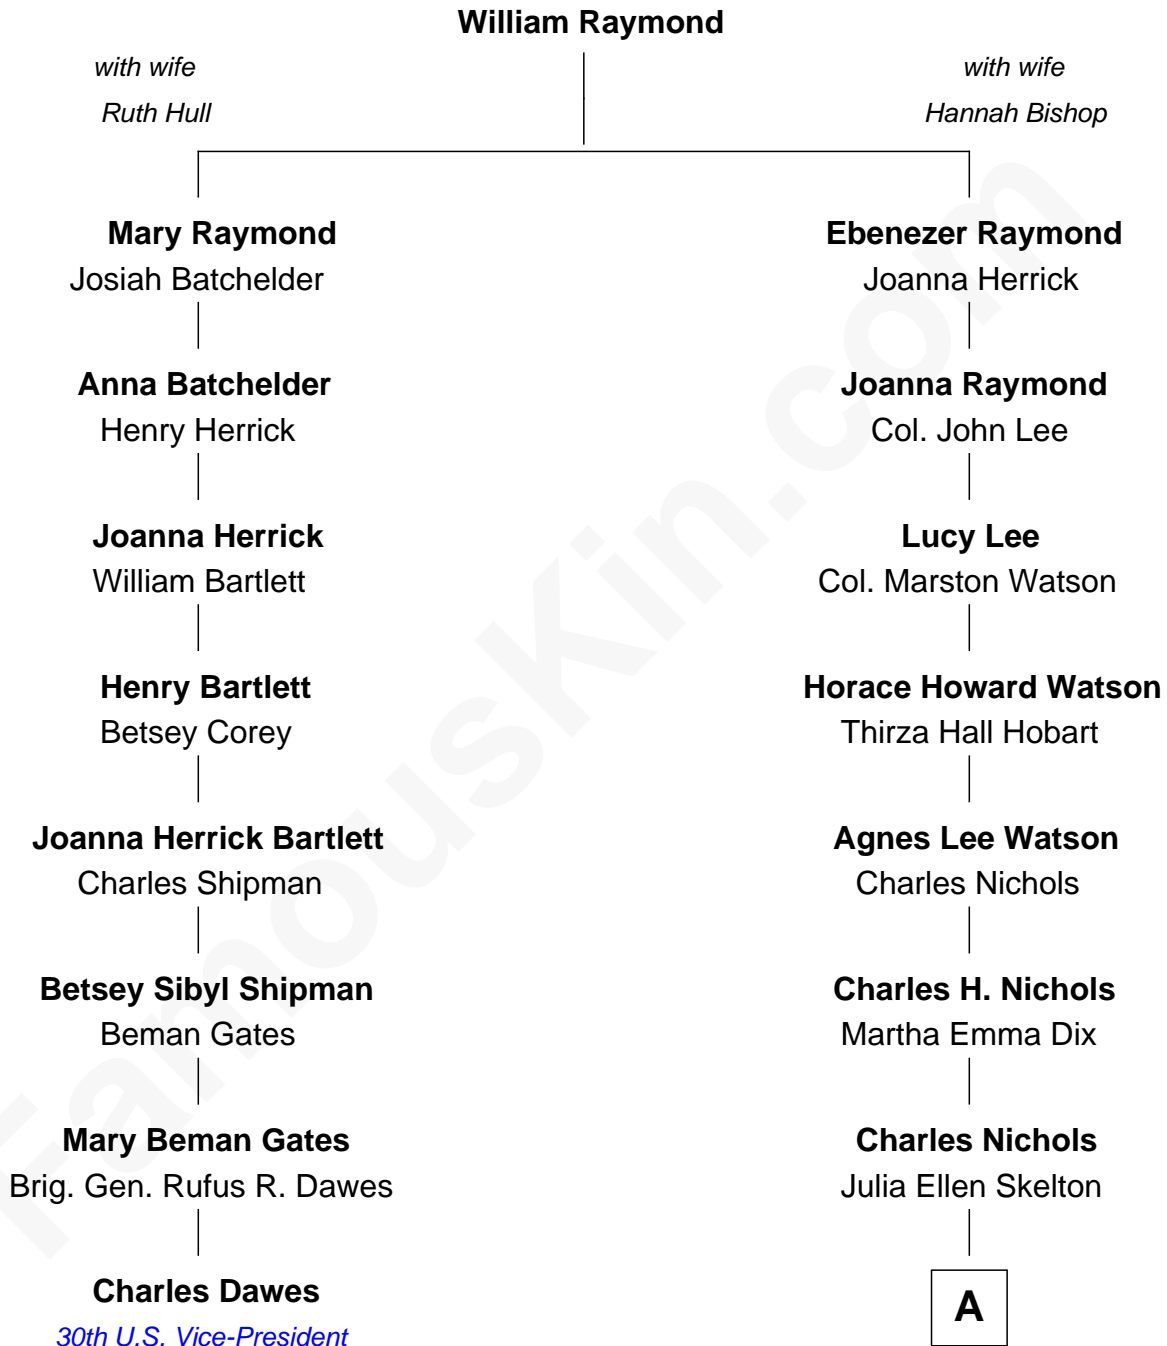 William Raymond
with wife
Ruth Hull
with wife
Hannah Bishop
Mary Raymond
Josiah Batchelder
Ebenezer Raymond
Joanna Herrick
Anna Batchelder
Henry Herrick
Joanna Raymond
Col. John Lee
Joanna Herrick
William Bartlett
Lucy Lee
Col. Marston Watson
Henry Bartlett
Betsey Corey
Horace Howard Watson
Thirza Hall Hobart
Joanna Herrick Bartlett
Charles Shipman
Agnes Lee Watson
Charles Nichols
Betsey Sibyl Shipman
Beman Gates
Charles H. Nichols
Martha Emma Dix
Mary Beman Gates
Brig. Gen. Rufus R. Dawes
Charles Nichols
Julia Ellen Skelton
Charles Dawes
30th U.S. Vice-President
A
FamousKin.com